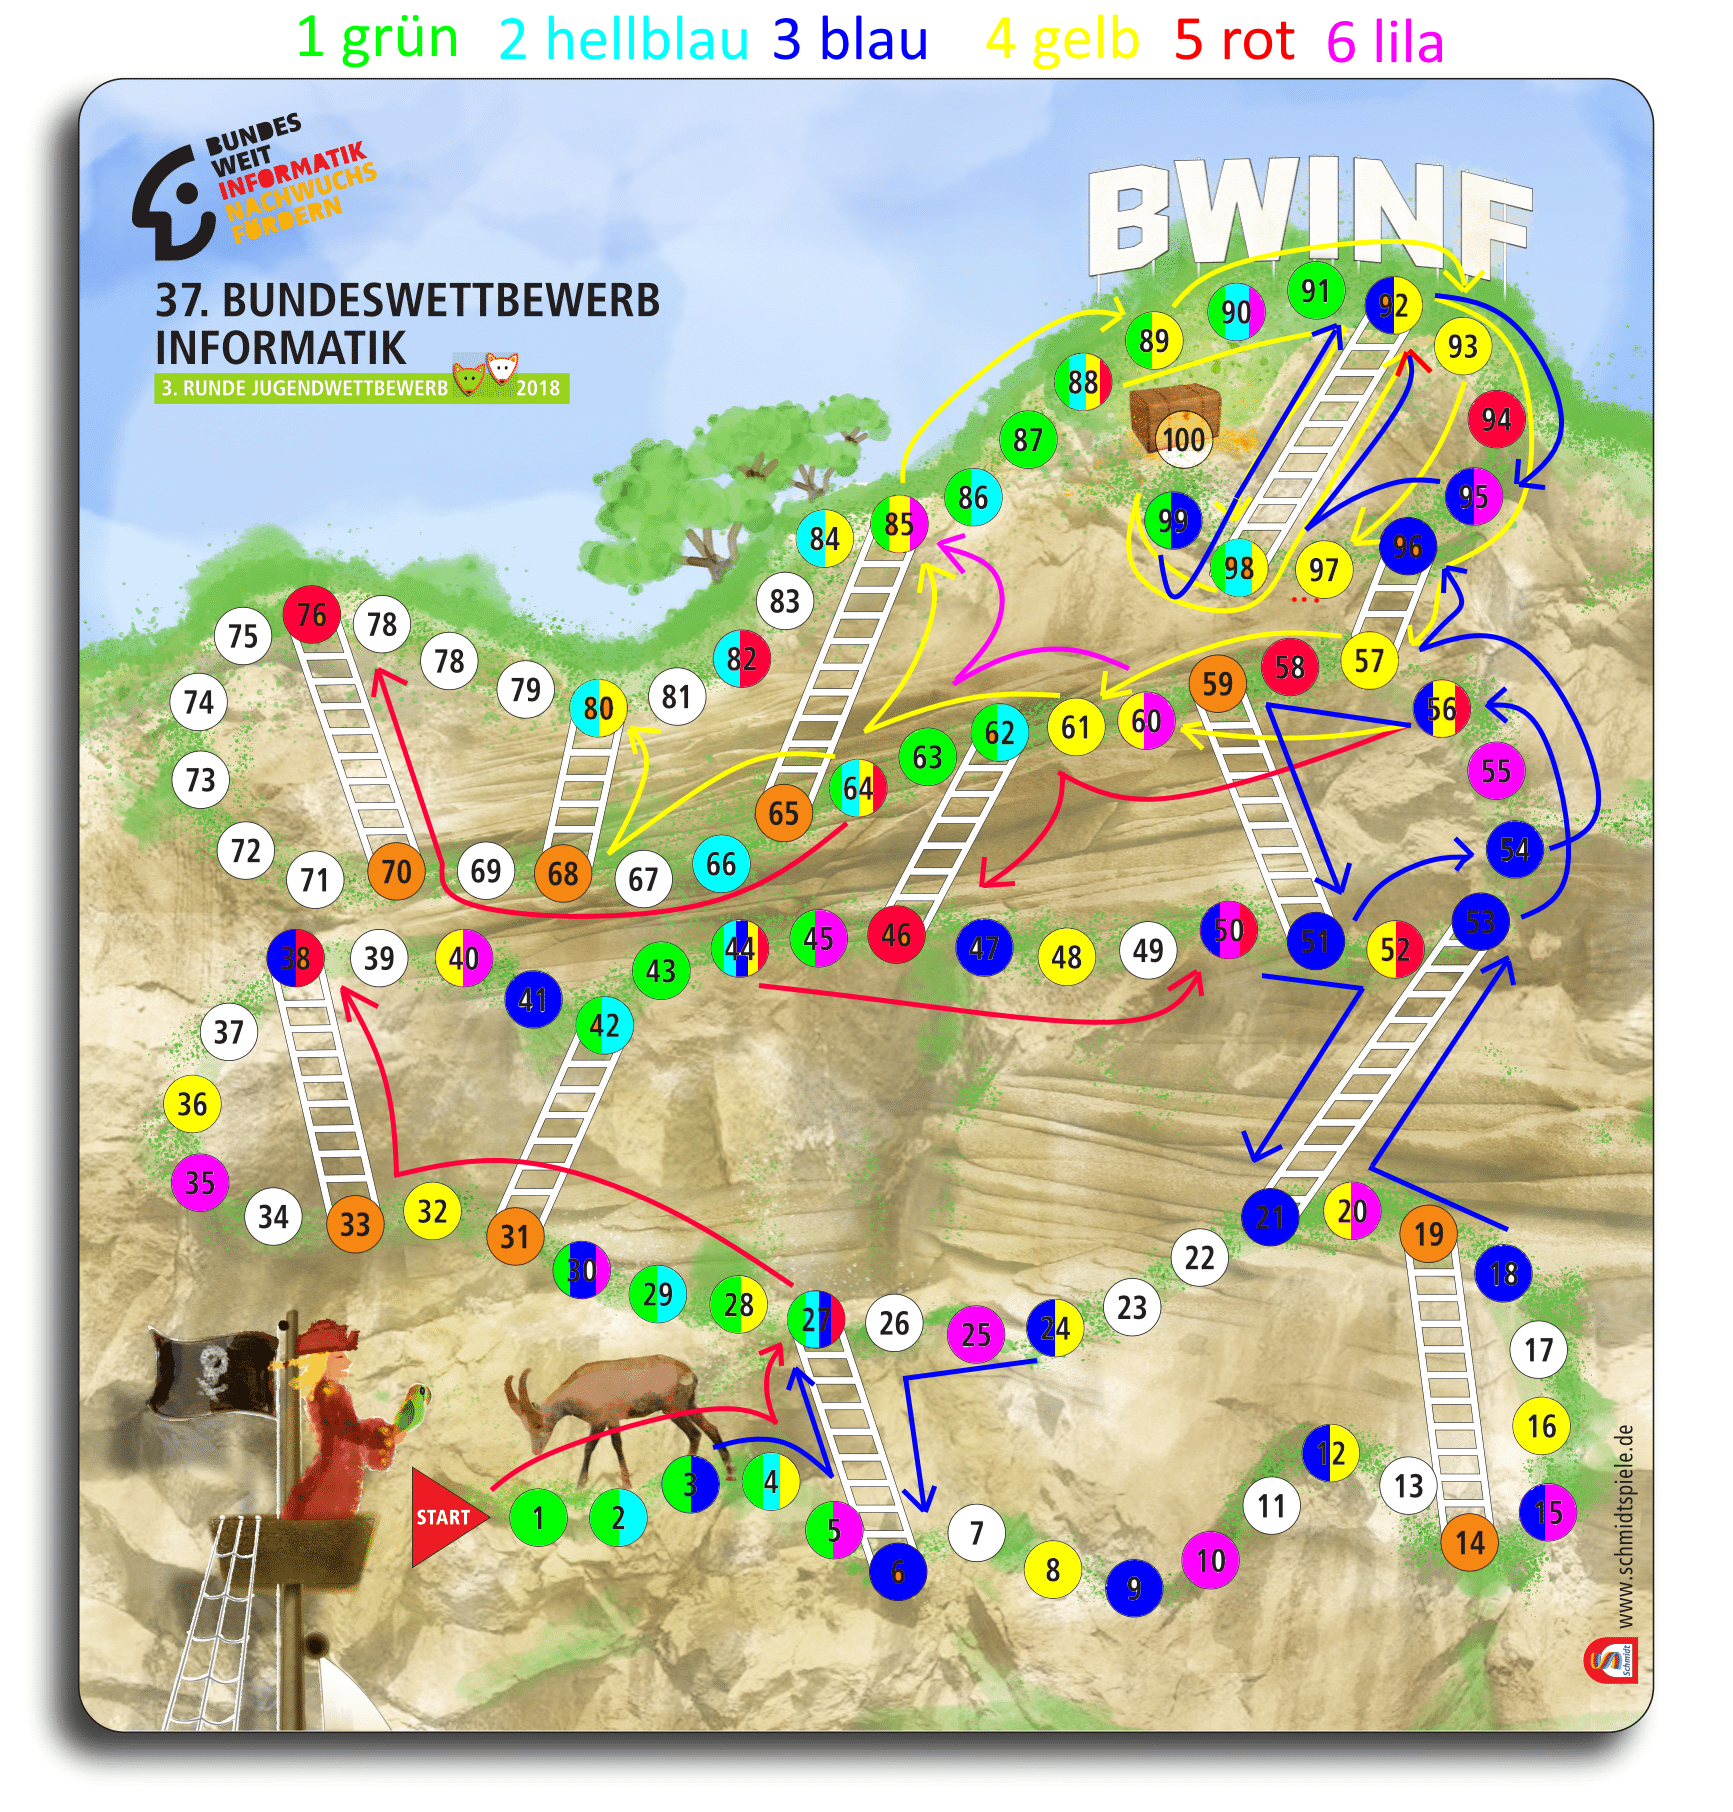 1 grün 2 hellblau 3 blau 4 gelb 5 rot 6 lila
BUNDES
WEIT
INFORMATIK
NACHWUCHS
FÖRDERN
BWINF
37. BUNDESWETTBEWERB
INFORMATIK
3. RUNDE JUGENDWETTBEWERB 2018
90 91 92
89 93
88 94
87 100
86 95
85 99 96
84 98 97
...
83
76 78
75 78 82 58 57
74 79 80 81 59 56
73 64 63 62 61 60 55
72 71 70 69 68 67 66 65 54
38 39 40 41 42 43 44 45 46 47 48 49 50 51 52 53
37
36
35 34 33 32 31 30 29 28 27 26 25 24 23 22 21 20 19 18
17
16
START 1 2 3 4 5 6 7 8 9 10 11 12 13 14 15
www.schmidtspiele.de
Schmidt